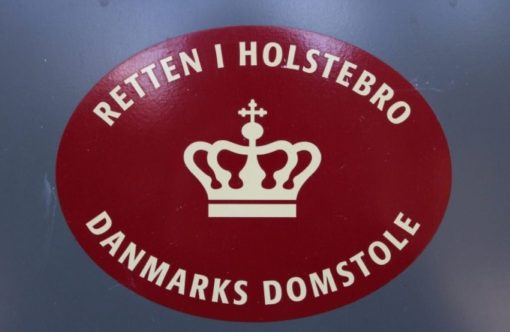 RETTEN I HOLSTEBRO
DANMARKS DOMSTOLE